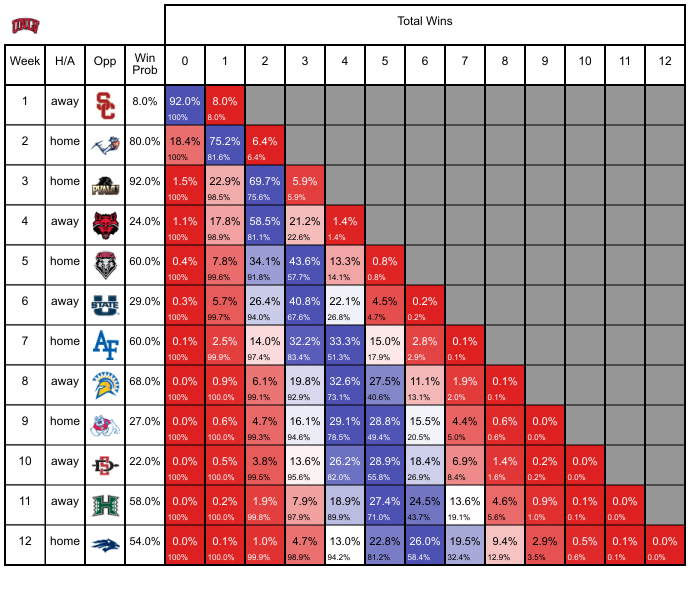 UNLV
Total Wins
Week H/A Opp Win Prob 0 1 2 3 4 5 6 7 8 9 10 11 12
1 away SC 8.0% 92.0% 8.0%
100% 8.0%
2 home 80.0% 18.4% 75.2% 6.4%
100% 81.6% 6.4%
3 home PVAMU 92.0% 1.5% 22.9% 69.7% 5.9%
100% 98.5% 75.6% 5.9%
4 away 24.0% 1.1% 17.8% 58.5% 21.2% 1.4%
100% 98.9% 81.1% 22.6% 1.4%
5 home 60.0% 0.4% 7.8% 34.1% 43.6% 13.3% 0.8%
100% 99.6% 91.8% 57.7% 14.1% 0.8%
6 away STATE 29.0% 0.3% 5.7% 26.4% 40.8% 22.1% 4.5% 0.2%
100% 99.7% 94.0% 67.6% 26.8% 4.7% 0.2%
7 home AF 60.0% 0.1% 2.5% 14.0% 32.2% 33.3% 15.0% 2.8% 0.1%
100% 99.9% 97.4% 83.4% 51.3% 17.9% 2.9% 0.1%
8 away 68.0% 0.0% 0.9% 6.1% 19.8% 32.6% 27.5% 11.1% 1.9% 0.1%
100% 100.0% 99.1% 92.9% 73.1% 40.6% 13.1% 2.0% 0.1%
9 home 27.0% 0.0% 0.6% 4.7% 16.1% 29.1% 28.8% 15.5% 4.4% 0.6% 0.0%
100% 100.0% 99.3% 94.6% 78.5% 49.4% 20.5% 5.0% 0.6% 0.0%
10 away SD 22.0% 0.0% 0.5% 3.8% 13.6% 26.2% 28.9% 18.4% 6.9% 1.4% 0.2% 0.0%
100% 100.0% 99.5% 95.6% 82.0% 55.8% 26.9% 8.4% 1.6% 0.2% 0.0%
11 away H 58.0% 0.0% 0.2% 1.9% 7.9% 18.9% 27.4% 24.5% 13.6% 4.6% 0.9% 0.1% 0.0%
100% 100.0% 99.8% 97.9% 89.9% 71.0% 43.7% 19.1% 5.6% 1.0% 0.1% 0.0%
12 home 54.0% 0.0% 0.1% 1.0% 4.7% 13.0% 22.8% 26.0% 19.5% 9.4% 2.9% 0.5% 0.1% 0.0%
100% 100.0% 99.9% 98.9% 94.2% 81.2% 58.4% 32.4% 12.9% 3.5% 0.6% 0.1% 0.0%